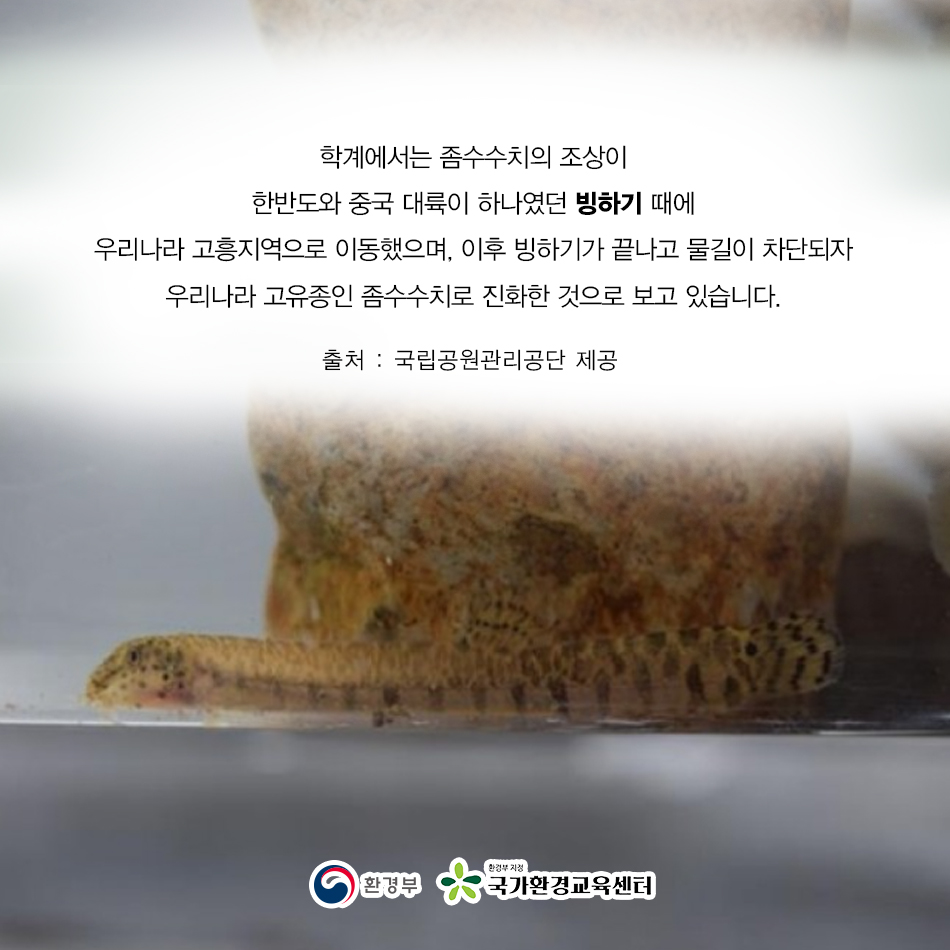 학계에서는 좀수수치의 조상이
한반도와 중국 대륙이 하나였던 빙하기 때에
우리나라 고흥지역으로 이동했으며, 이후 빙하기가 끝나고 물길이 차단되자
우리나라 고유종인 좀수수치로 진화한 것으로 보고 있습니다.
출처 : 국립공원관리공단 제공
환경부
환경부 지정
국가환경교육센터